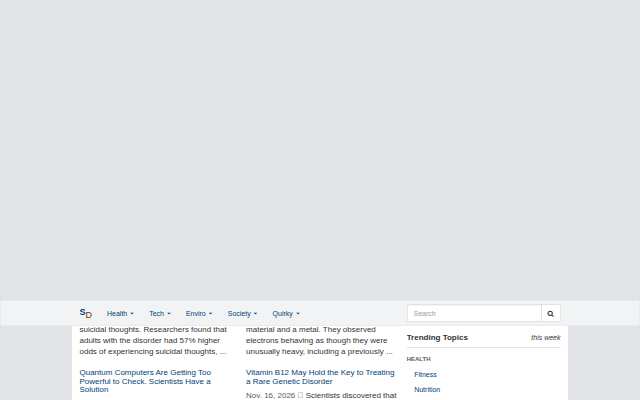 SD Health Tech Enviro Society Quirky Search
suicidal thoughts. Researchers found that
adults with the disorder had 57% higher
odds of experiencing suicidal thoughts, ...
Quantum Computers Are Getting Too
Powerful to Check. Scientists Have a
Solution
material and a metal. They observed
electrons behaving as though they were
unusually heavy, including a previously ...
Vitamin B12 May Hold the Key to Treating
a Rare Genetic Disorder
Nov. 16, 2026 Scientists discovered that
Trending Topics this week
HEALTH
Fitness
Nutrition